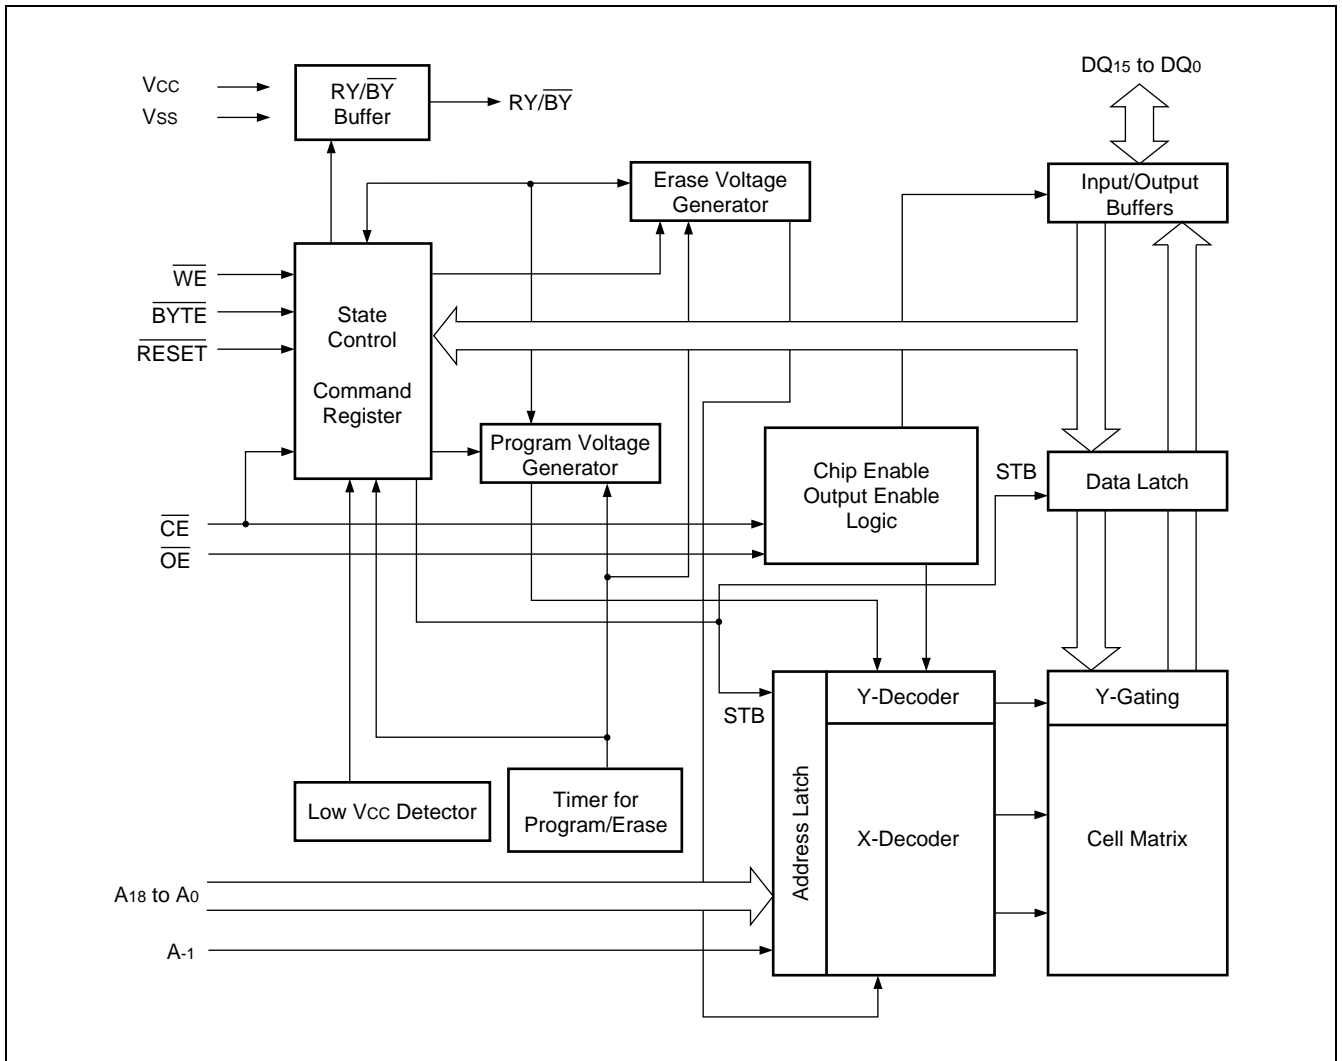 VCC
VSS
RY/BY
Buffer
RY/BY
DQ15 to DQ0
Erase Voltage
Generator
Input/Output
Buffers
WE
BYTE
RESET
State
Control
Command
Register
Program Voltage
Generator
Chip Enable
Output Enable
Logic
STB
Data Latch
CE
OE
STB
Y-Decoder
Y-Gating
Low VCC Detector
Timer for
Program/Erase
Address Latch
X-Decoder
Cell Matrix
A18 to A0
A-1